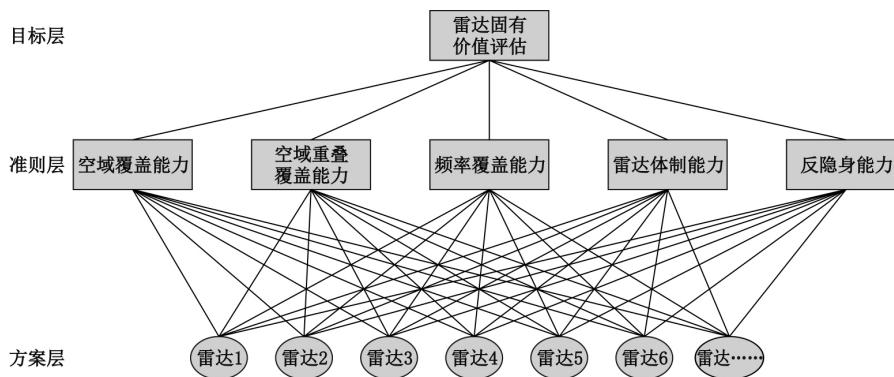 目标层
雷达固有
价值评估
准则层
空域覆盖能力
空域重叠
覆盖能力
频率覆盖能力
雷达体制能力
反隐身能力
方案层
雷达1
雷达2
雷达3
雷达4
雷达5
雷达6
雷达……